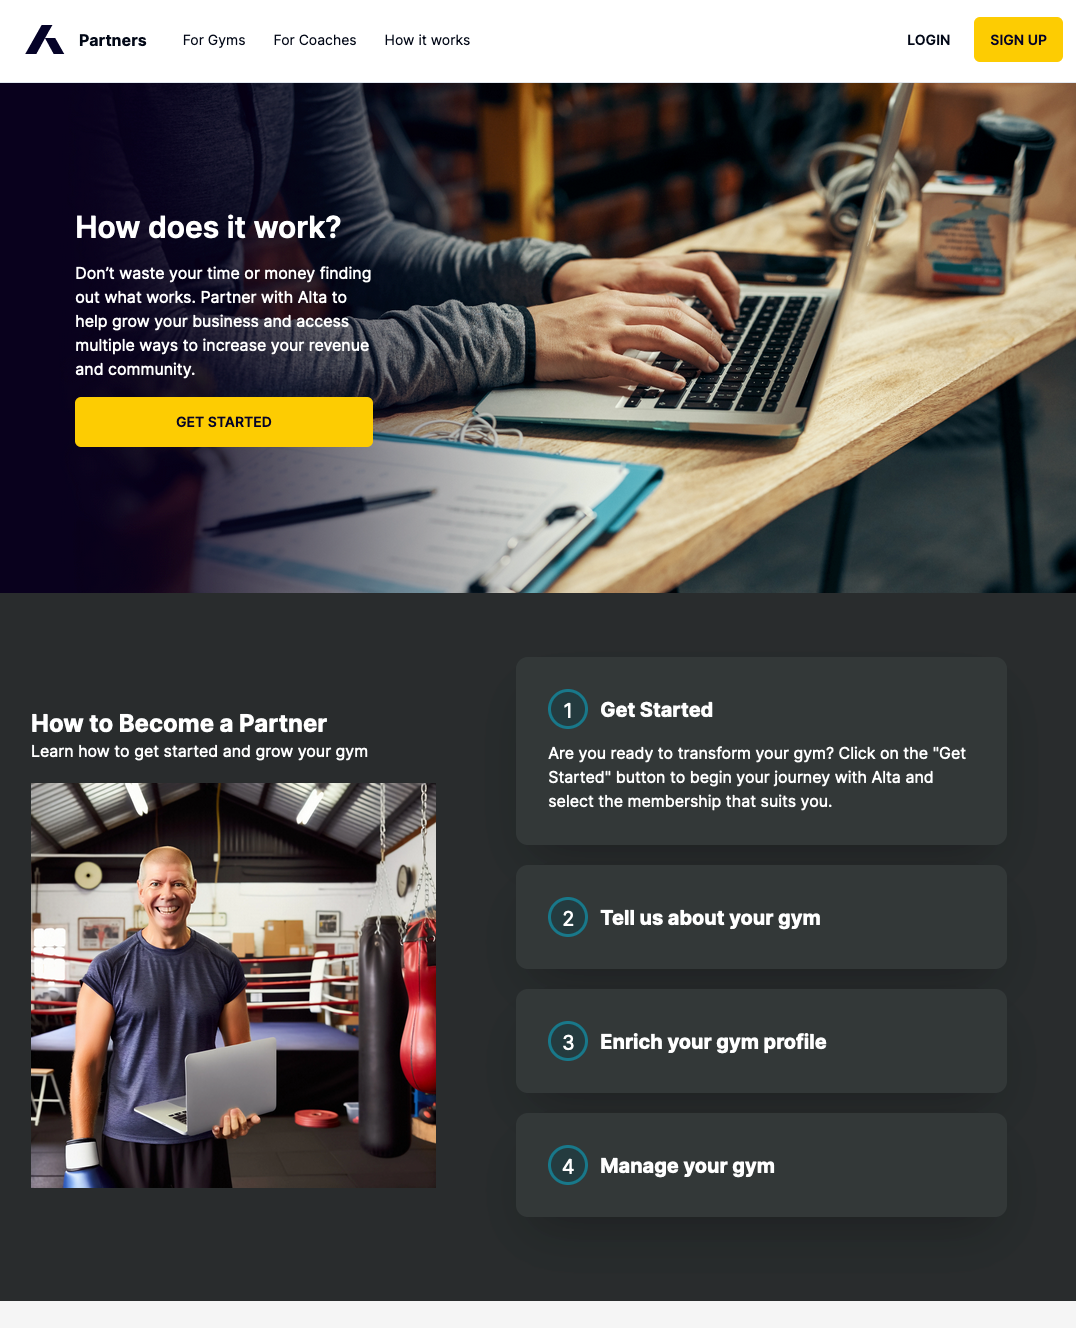 Partners
For Gyms
For Coaches
How it works
LOGIN
SIGN UP
How does it work?
Don’t waste your time or money finding
out what works. Partner with Alta to
help grow your business and access
multiple ways to increase your revenue
and community.
GET STARTED
How to Become a Partner
Learn how to get started and grow your gym
1 Get Started
Are you ready to transform your gym? Click on the "Get
Started" button to begin your journey with Alta and
select the membership that suits you.
2 Tell us about your gym
3 Enrich your gym profile
4 Manage your gym